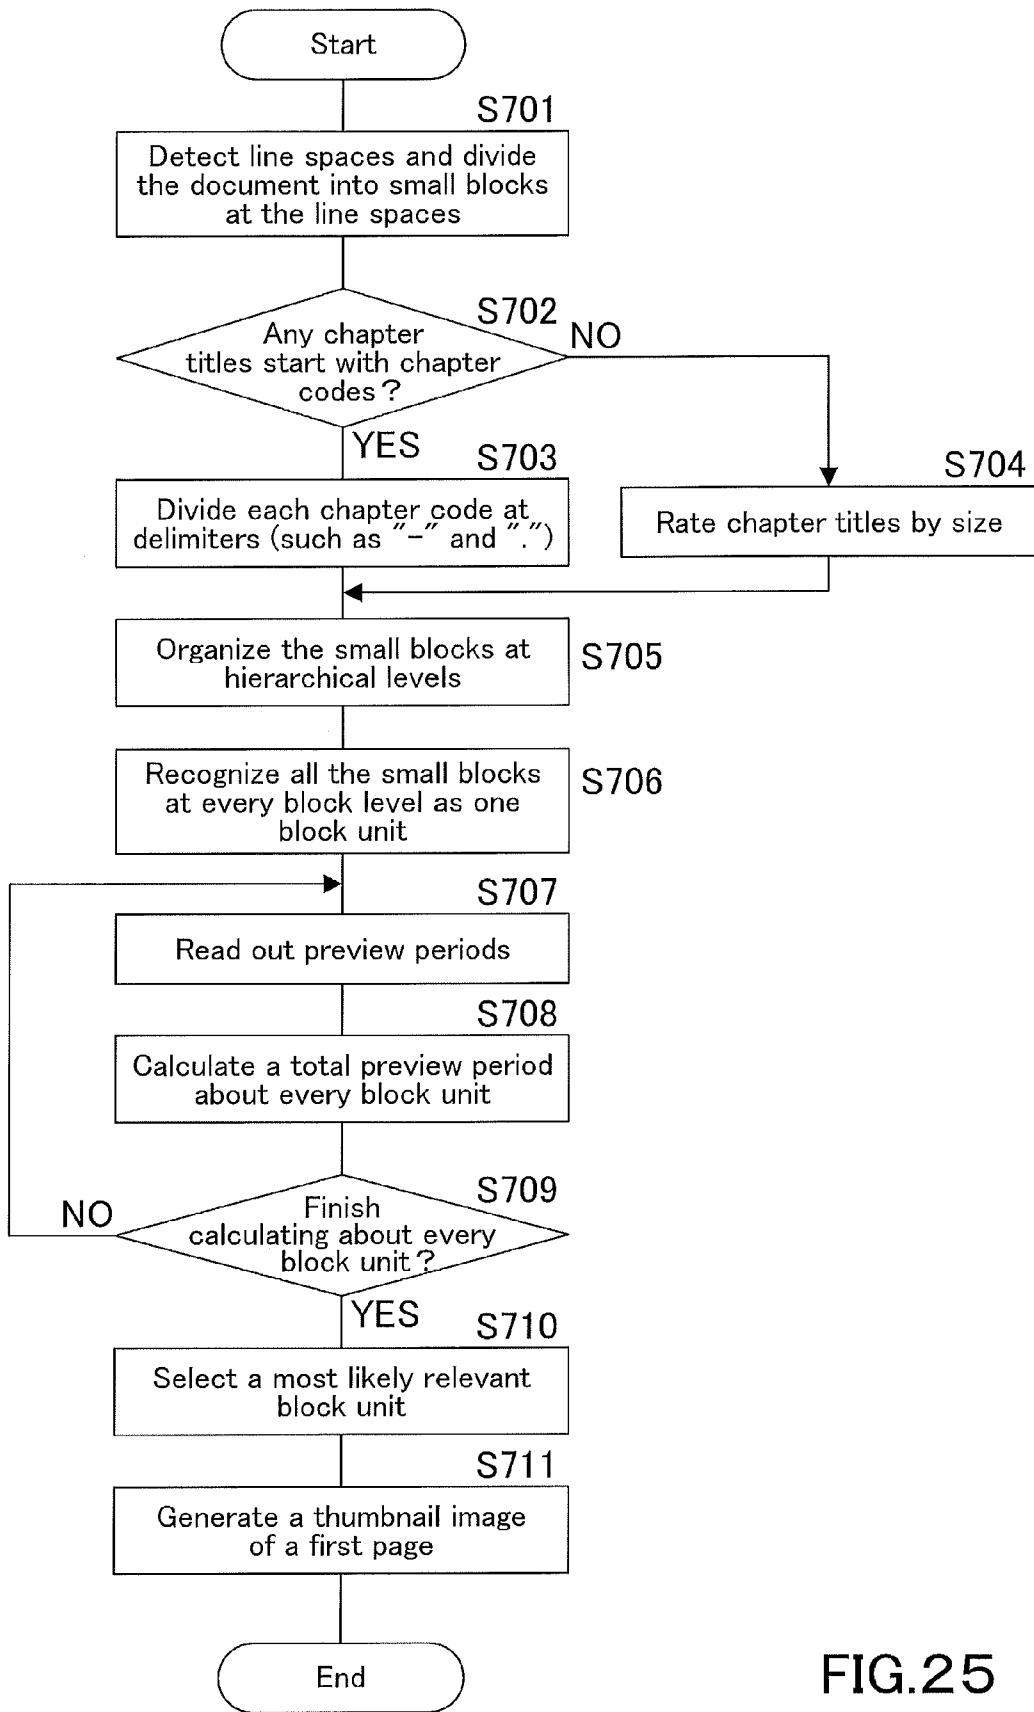 Start
S701
Detect line spaces and divide
the document into small blocks
at the line spaces
S702
Any chapter
titles start with chapter
codes?
NO
YES
S703
Divide each chapter code at
delimiters (such as "-" and ".")
S704
Rate chapter titles by size
Organize the small blocks at
hierarchical levels
S705
Recognize all the small blocks
at every block level as one
block unit
S706
S707
Read out preview periods
S708
Calculate a total preview period
about every block unit
S709
Finish
calculating about every
block unit?
NO
YES
S710
Select a most likely relevant
block unit
S711
Generate a thumbnail image
of a first page
End
FIG.25